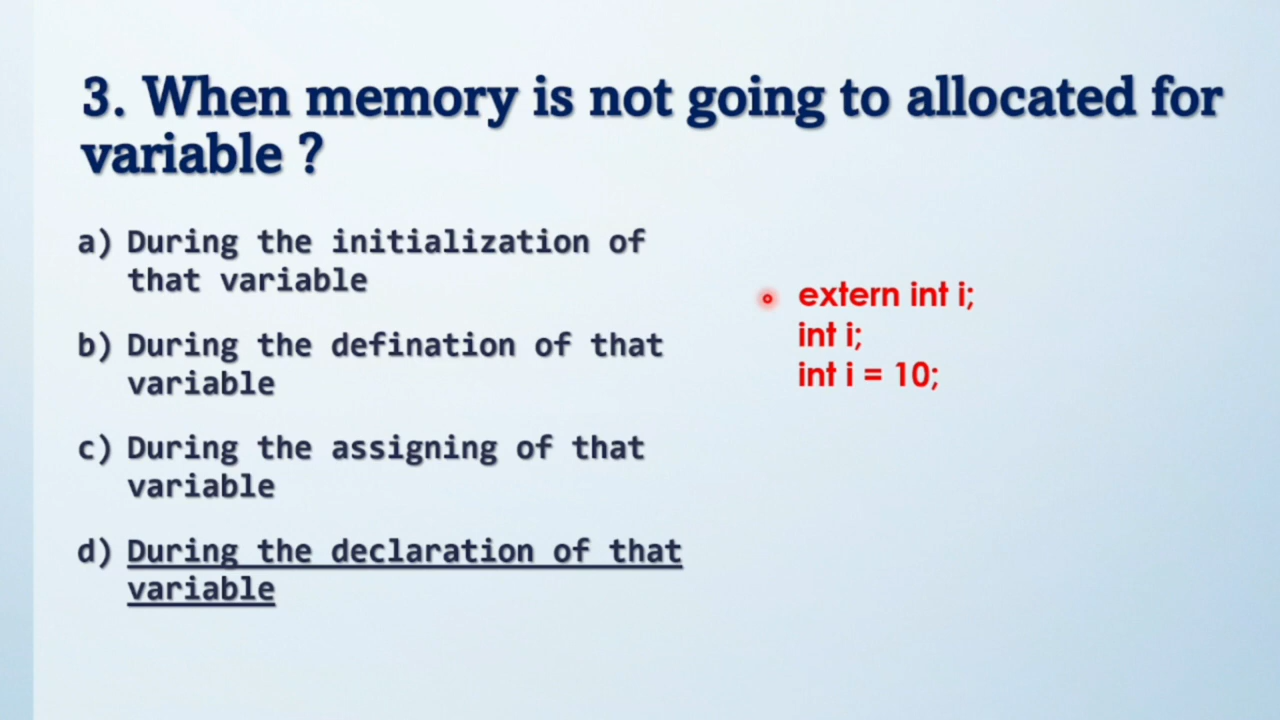 3. When memory is not going to allocated for
variable ?
a) During the initialization of
that variable
b) During the defination of that
variable
c) During the assigning of that
variable
d) During the declaration of that
variable
extern int i;
int i;
int i = 10;